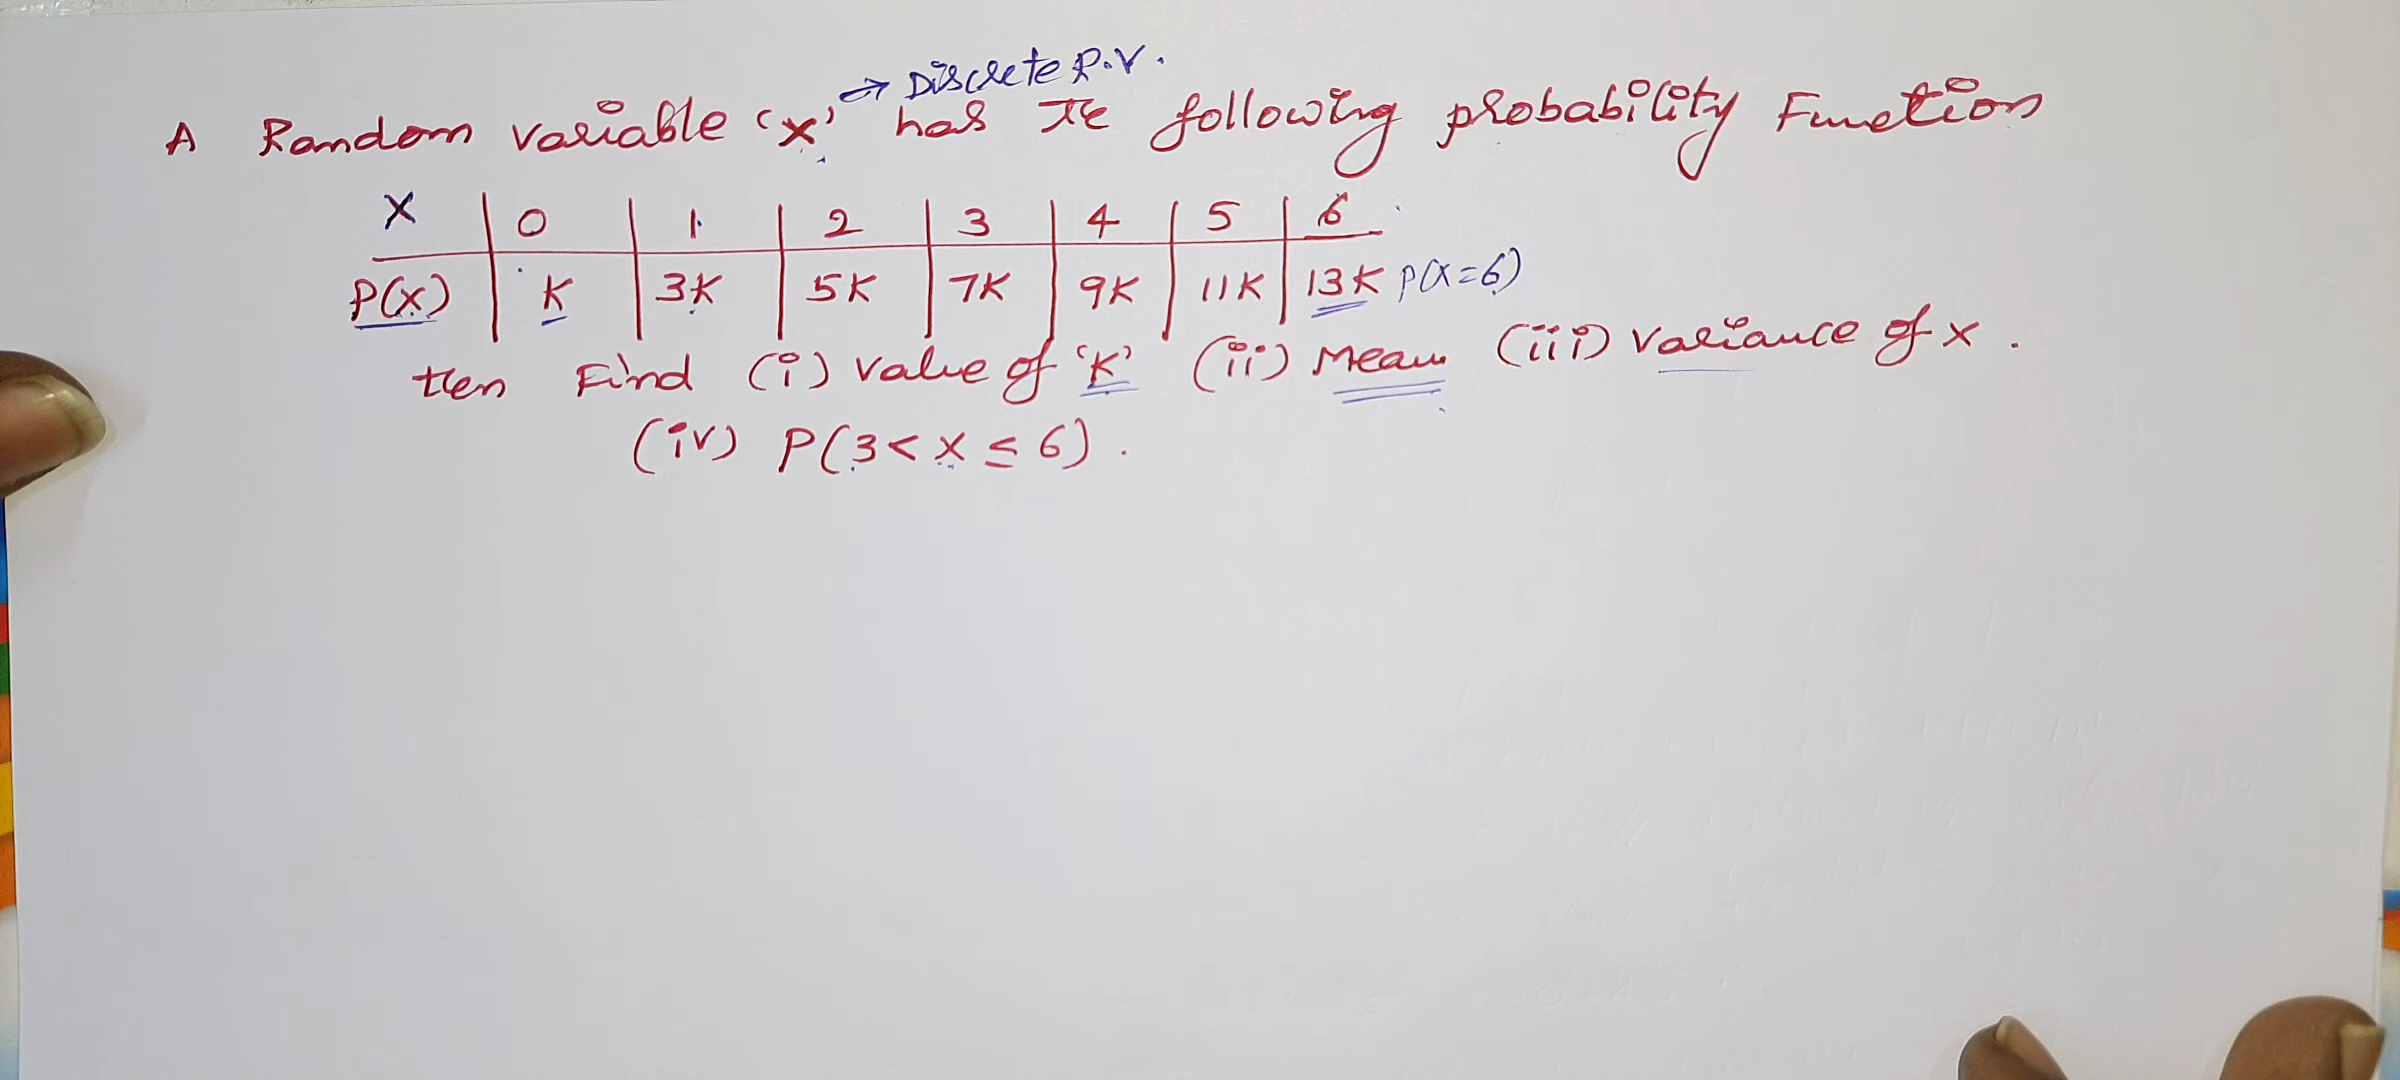 → Discrete R.V.
A Random variable 'x' has the following probability Function
X | 0 | 1 | 2 | 3 | 4 | 5 | 6
P(X) | K | 3K | 5K | 7K | 9K | 11K | 13K P(X=6)
then Find (i) value of 'K' (ii) Mean (iii) variance of x.
(iv) P(3<x≤6).